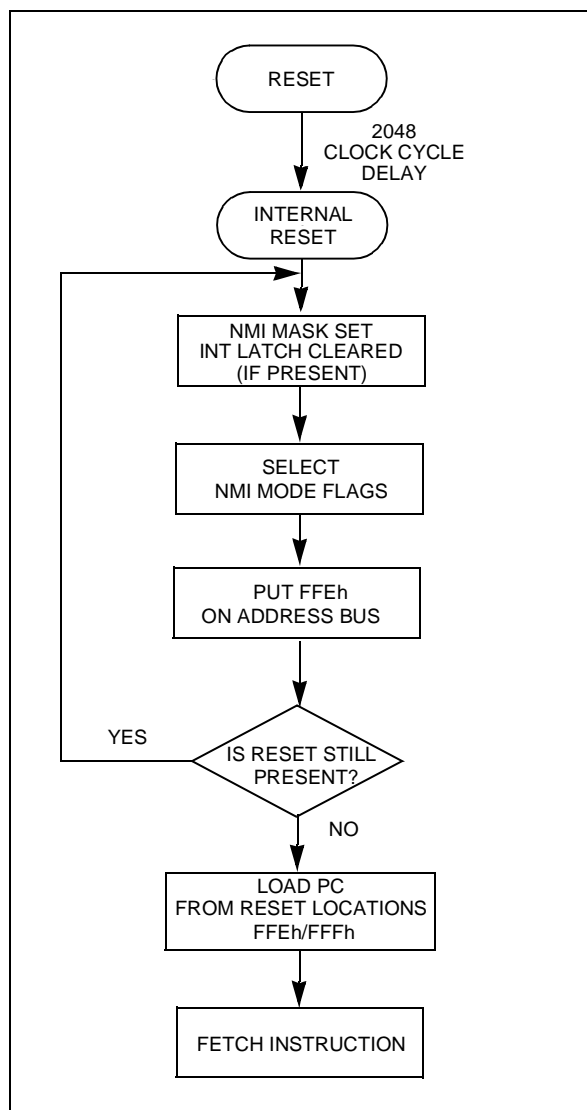 RESET
2048
CLOCK CYCLE
DELAY
INTERNAL
RESET
NMI MASK SET
INT LATCH CLEARED
(IF PRESENT)
SELECT
NMI MODE FLAGS
PUT FFEh
ON ADDRESS BUS
YES
IS RESET STILL
PRESENT?
NO
LOAD PC
FROM RESET LOCATIONS
FFEh/FFFh
FETCH INSTRUCTION